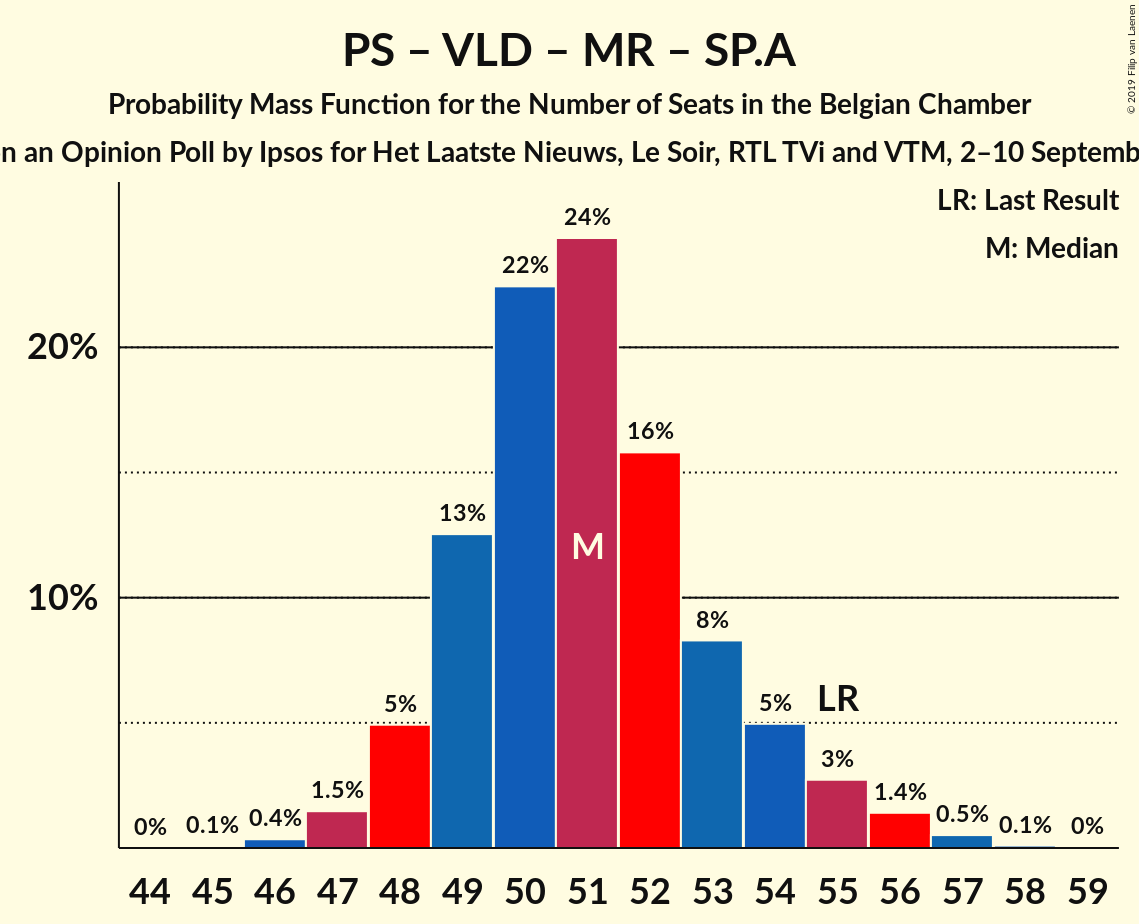 PS – VLD – MR – SP.A
Probability Mass Function for the Number of Seats in the Belgian Chamber
n an Opinion Poll by Ipsos for Het Laatste Nieuws, Le Soir, RTL TVi and VTM, 2–10 Septemb
© 2019 Filip van Laenen
LR: Last Result
M: Median
24%
22%
20%
16%
13%
M
10%
8%
5%
5%
LR
3%
1.5%
1.4%
0%
0.1%
0.4%
0.5%
0.1%
0%
44 45 46 47 48 49 50 51 52 53 54 55 56 57 58 59